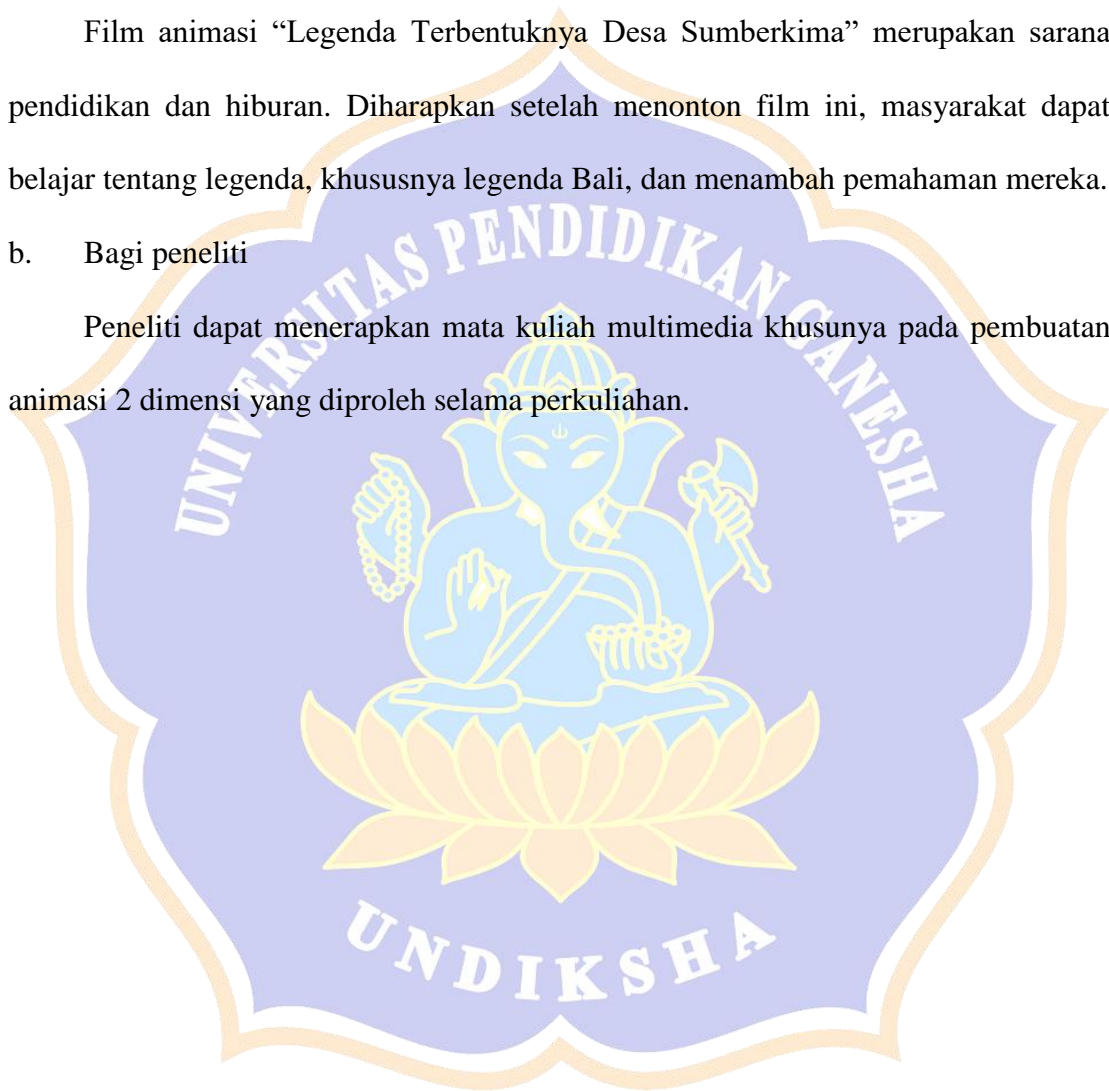 Film animasi “Legenda Terbentuknya Desa Sumberkima” merupakan sarana
pendidikan dan hiburan. Diharapkan setelah menonton film ini, masyarakat dapat
belajar tentang legenda, khususnya legenda Bali, dan menambah pemahaman mereka.
b. Bagi peneliti
Peneliti dapat menerapkan mata kuliah multimedia khusunya pada pembuatan
animasi 2 dimensi yang diproleh selama perkuliahan.
UNIVERSITAS PENDIDIKAN GANESHA
UNDIKSHA